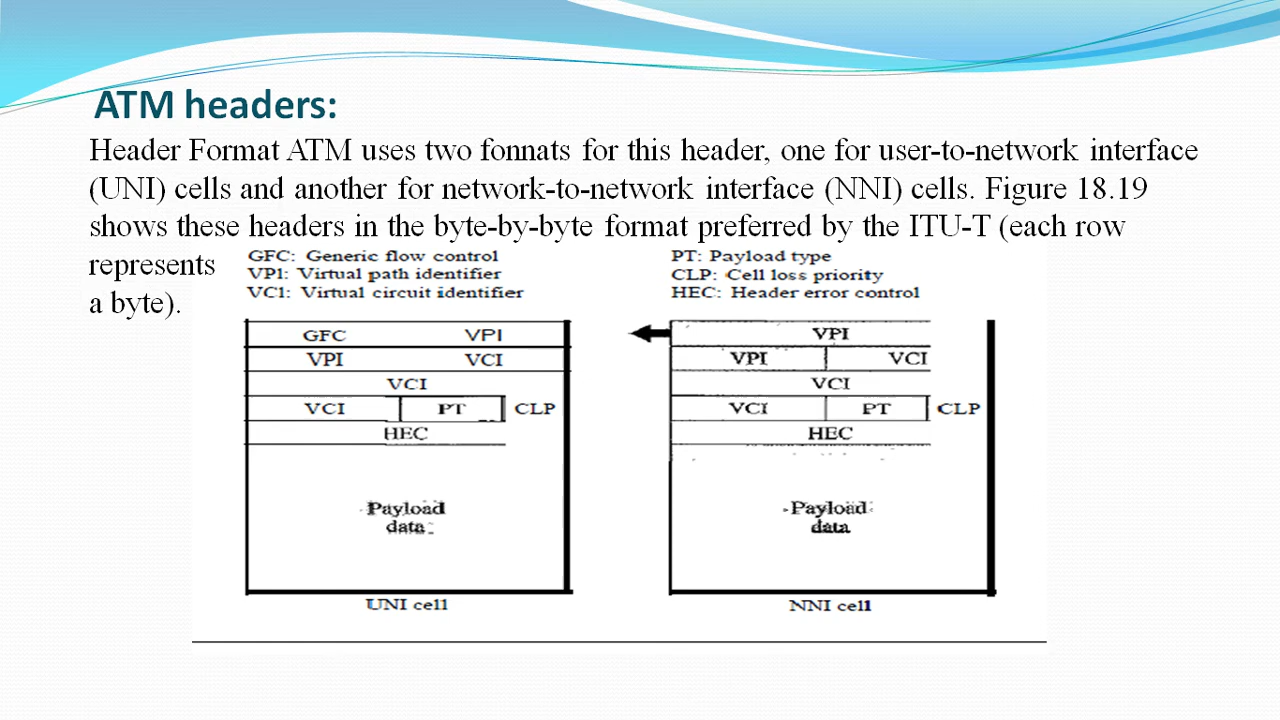 ATM headers:
Header Format ATM uses two fonnats for this header, one for user-to-network interface
(UNI) cells and another for network-to-network interface (NNI) cells. Figure 18.19
shows these headers in the byte-by-byte format preferred by the ITU-T (each row
represents
a byte).
GFC: Generic flow control
VP1: Virtual path identifier
VC1: Virtual circuit identifier
PT: Payload type
CLP: Cell loss priority
HEC: Header error control
GFC VPI
VPI VCI
VCI
VCI PT CLP
HEC
Payload
data
UNI cell
VPI
VPI VCI
VCI
VCI PT CLP
HEC
Payload
data
NNI cell